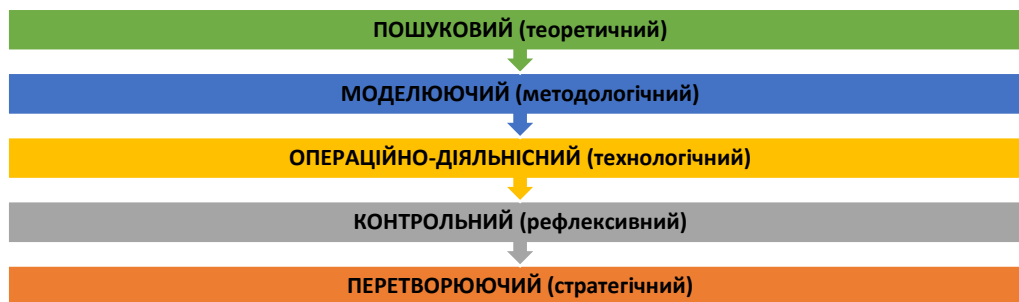 ПОШУКОВИЙ (теоретичний)
МОДЕЛЮЮЧИЙ (методологічний)
ОПЕРАЦІЙНО-ДІЯЛЬНІСНИЙ (технологічний)
КОНТРОЛЬНИЙ (рефлексивний)
ПЕРЕТВОРЮЮЧИЙ (стратегічний)